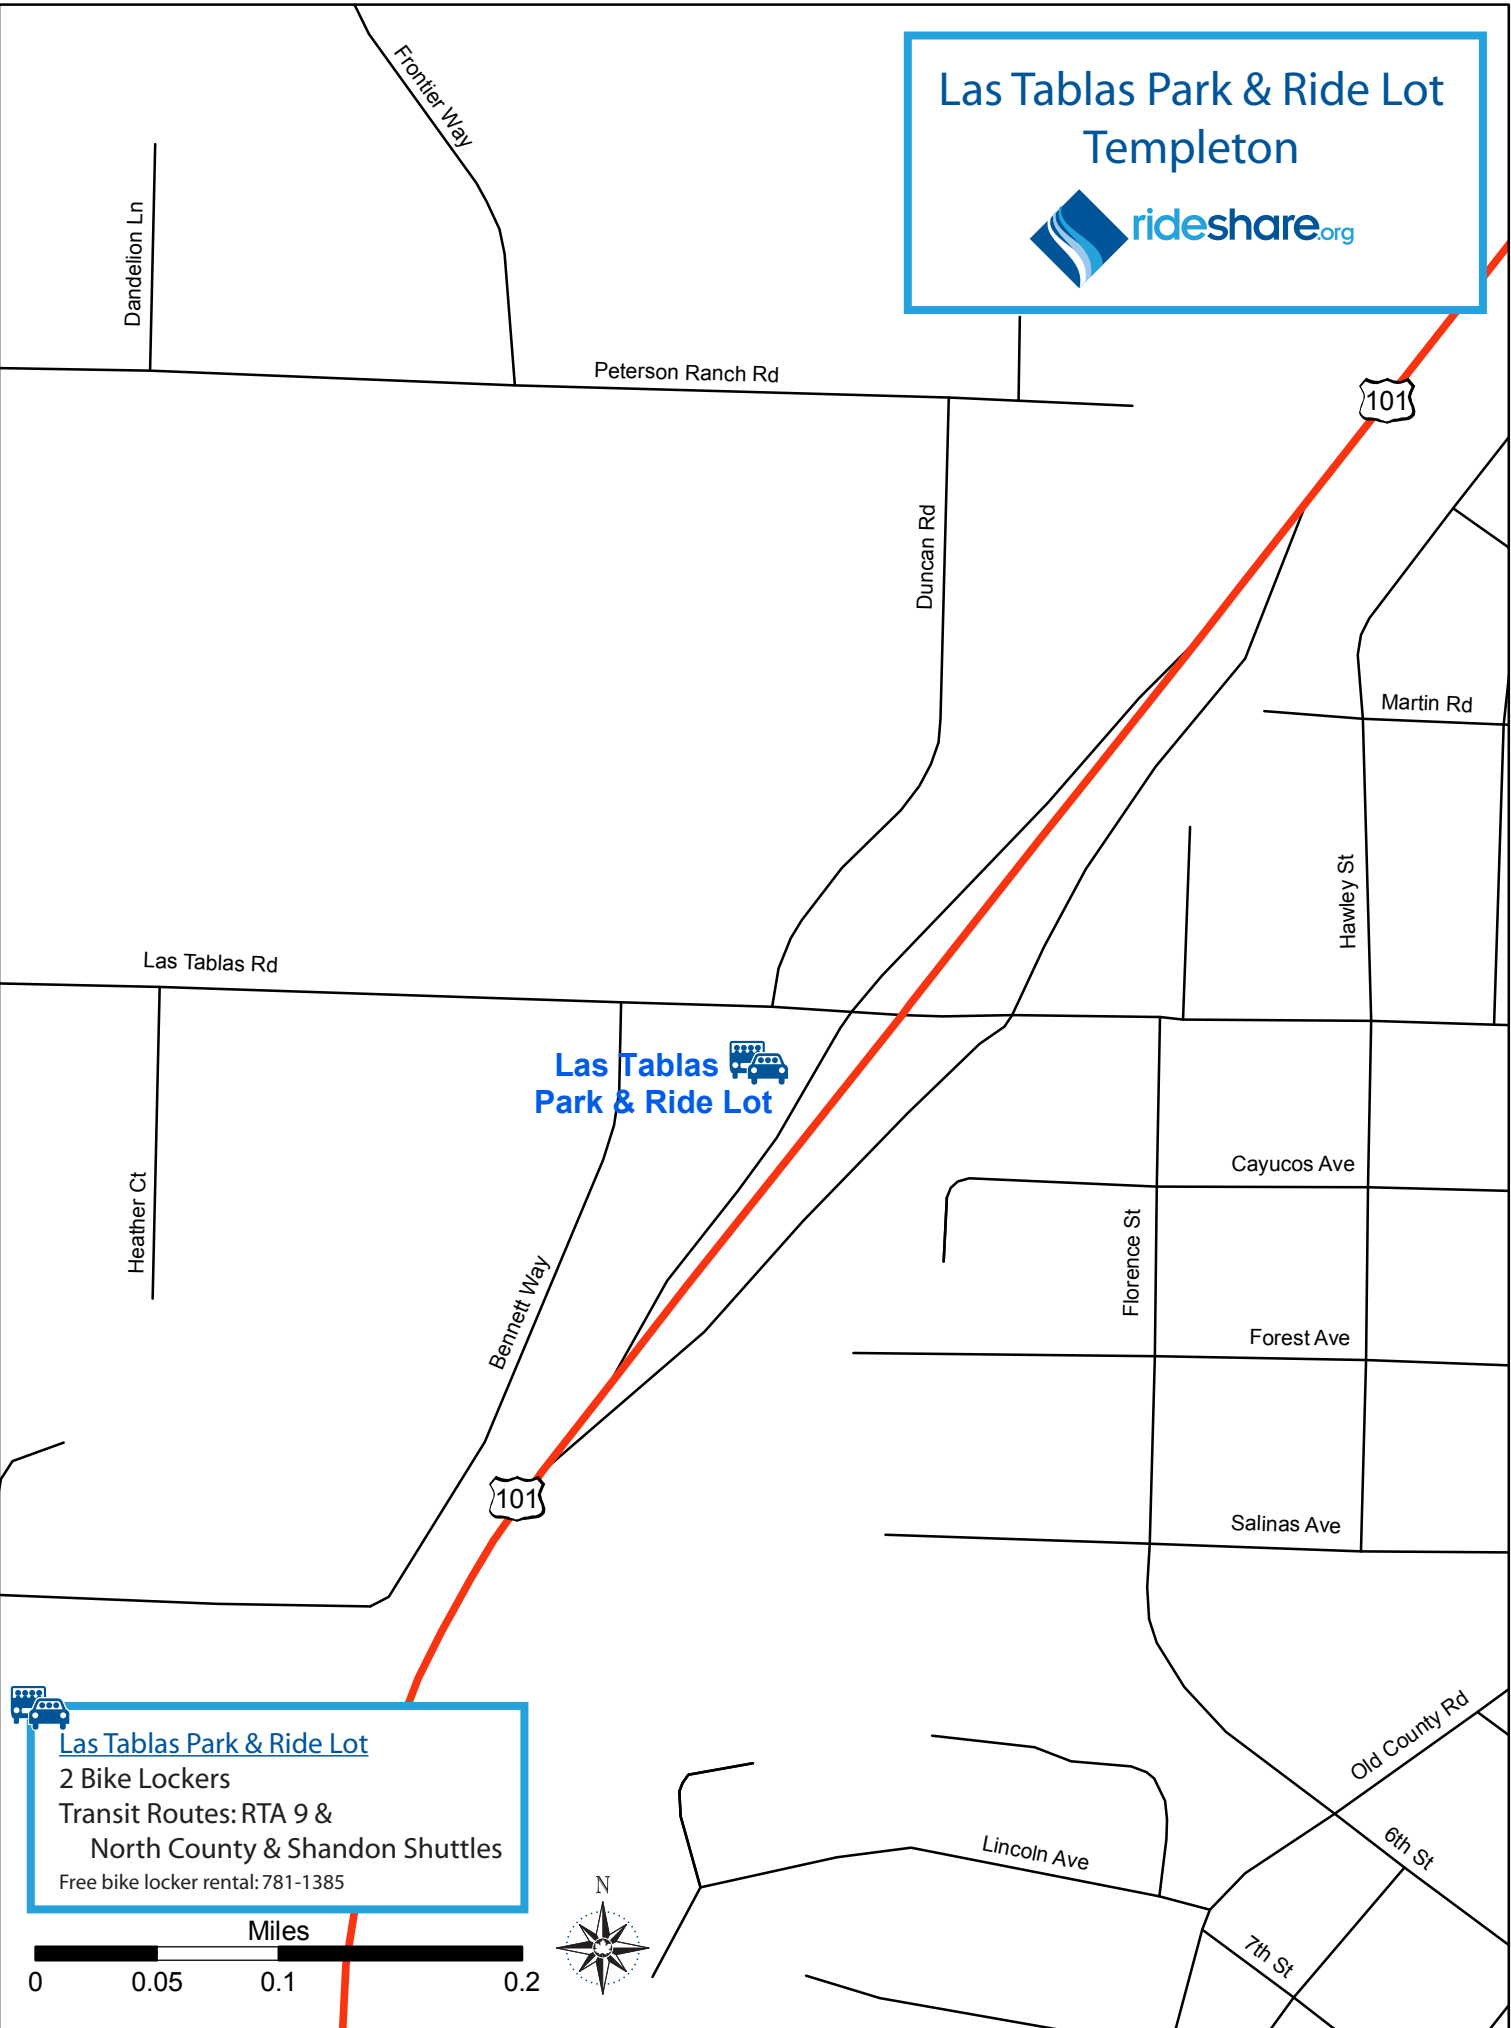 Las Tablas Park & Ride Lot
Templeton
rideshare.org
Frontier Way
Dandelion Ln
Peterson Ranch Rd
101
Duncan Rd
Martin Rd
Hawley St
Las Tablas Rd
Las Tablas
Park & Ride Lot
Heather Ct
Cayucos Ave
Florence St
Bennett Way
Forest Ave
101
Salinas Ave
Old County Rd
Las Tablas Park & Ride Lot
2 Bike Lockers
Transit Routes: RTA 9 &
North County & Shandon Shuttles
Free bike locker rental: 781-1385
Lincoln Ave
6th St
7th St
N
Miles
0 0.05 0.1 0.2